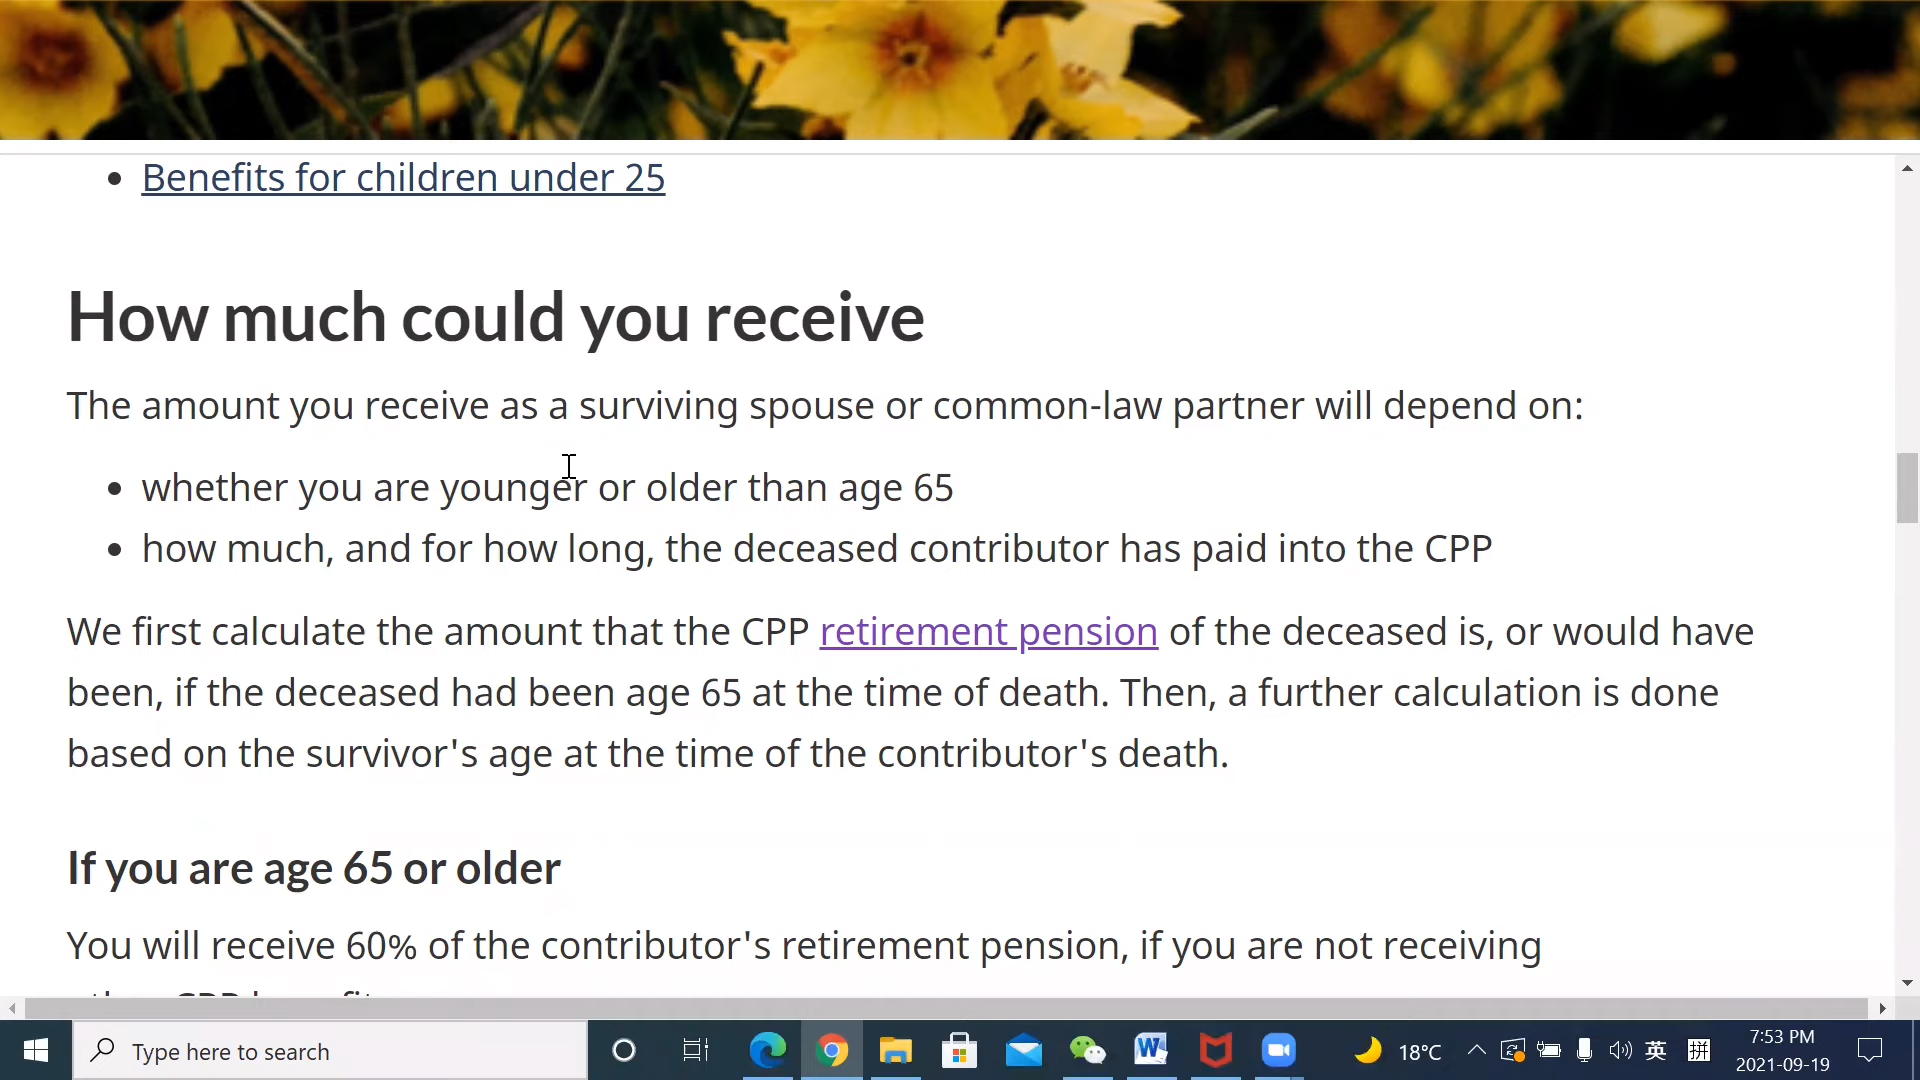 Benefits for children under 25
How much could you receive
The amount you receive as a surviving spouse or common-law partner will depend on:
whether you are younger or older than age 65
how much, and for how long, the deceased contributor has paid into the CPP
We first calculate the amount that the CPP retirement pension of the deceased is, or would have
been, if the deceased had been age 65 at the time of death. Then, a further calculation is done
based on the survivor's age at the time of the contributor's death.
If you are age 65 or older
You will receive 60% of the contributor's retirement pension, if you are not receiving
Type here to search
18°C
英
拼
7:53 PM
2021-09-19